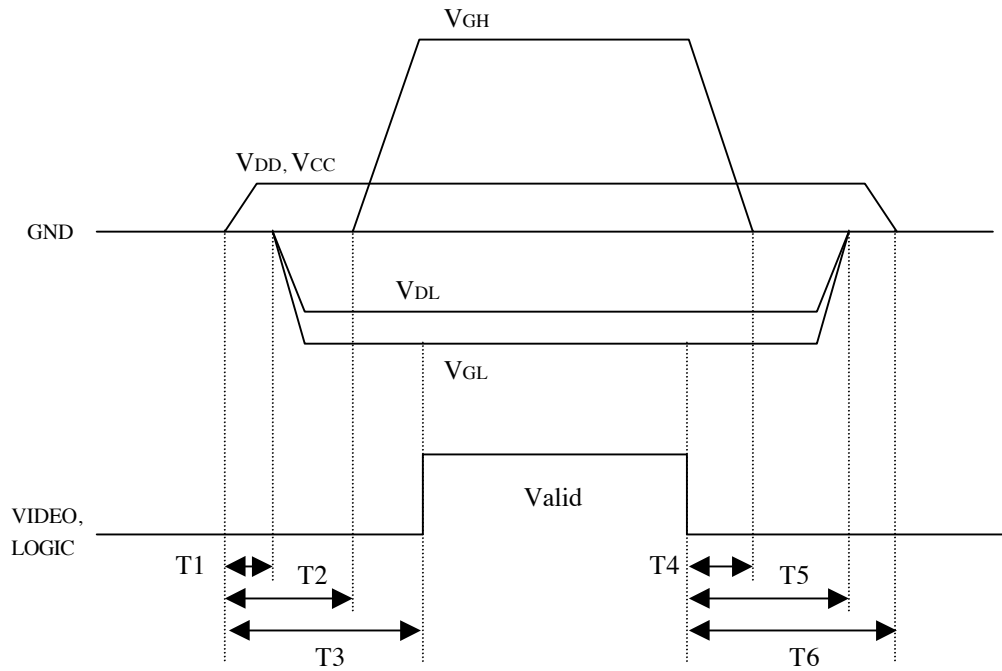 VGH
VDD, VCC
GND
VDL
VGL
Valid
VIDEO,
LOGIC
T1
T2
T3
T4
T5
T6